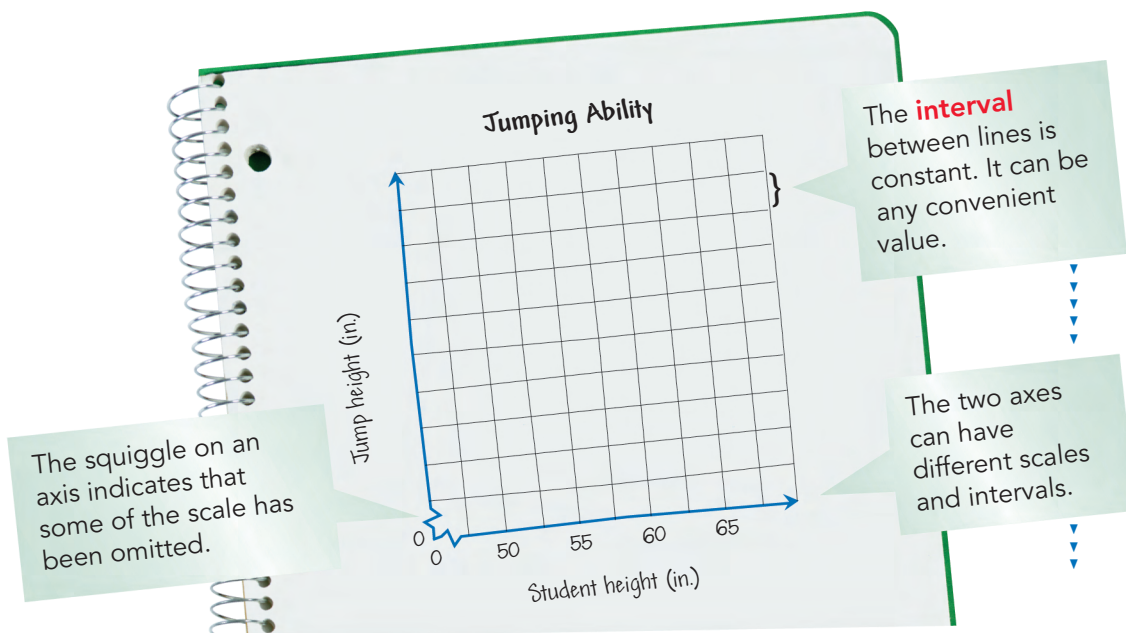 Jumping Ability
The interval
between lines is
constant. It can be
any convenient
value.
Jump height (in.)
The two axes
can have
different scales
and intervals.
The squiggle on an
axis indicates that
some of the scale has
been omitted.
0
0 50 55 60 65
Student height (in.)